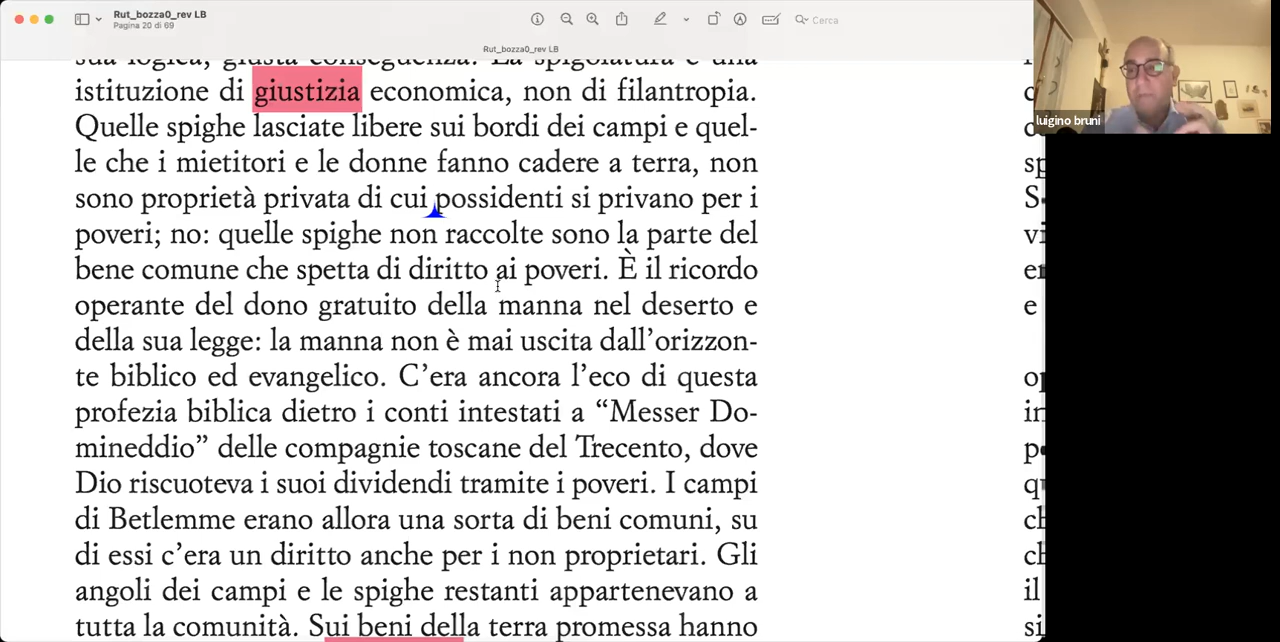 Rut_bozza0_rev LB
Pagina 20 di 69
Cerca
Rut_bozza0_rev LB
luigino bruni
sua logica, giusta conseguenza. La spigolatura è una
istituzione di giustizia economica, non di filantropia.
Quelle spighe lasciate libere sui bordi dei campi e quel-
le che i mietitori e le donne fanno cadere a terra, non
sono proprietà privata di cui possidenti si privano per i
poveri; no: quelle spighe non raccolte sono la parte del
bene comune che spetta di diritto ai poveri. È il ricordo
operante del dono gratuito della manna nel deserto e
della sua legge: la manna non è mai uscita dall’orizzon-
te biblico ed evangelico. C’era ancora l’eco di questa
profezia biblica dietro i conti intestati a “Messer Do-
mineddio” delle compagnie toscane del Trecento, dove
Dio riscuoteva i suoi dividendi tramite i poveri. I campi
di Betlemme erano allora una sorta di beni comuni, su
di essi c’era un diritto anche per i non proprietari. Gli
angoli dei campi e le spighe restanti appartenevano a
tutta la comunità. Sui beni della terra promessa hanno